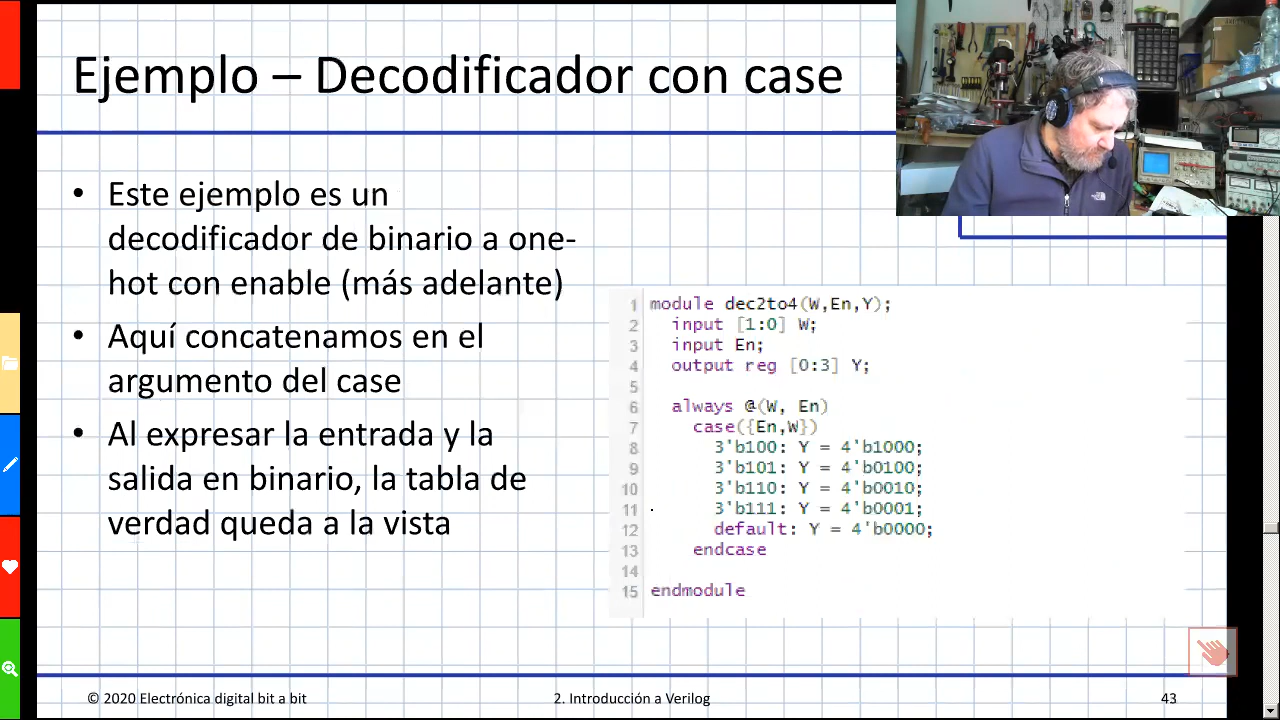 Ejemplo – Decodificador con case
• Este ejemplo es un
decodificador de binario a one-
hot con enable (más adelante)
• Aquí concatenamos en el
argumento del case
• Al expresar la entrada y la
salida en binario, la tabla de
verdad queda a la vista
1 module dec2to4(W,En,Y);
2 input [1:0] W;
3 input En;
4 output reg [0:3] Y;
5
6 always @(W, En)
7 case({En,W})
8 3'b100: Y = 4'b1000;
9 3'b101: Y = 4'b0100;
10 3'b110: Y = 4'b0010;
11 3'b111: Y = 4'b0001;
12 default: Y = 4'b0000;
13 endcase
14
15 endmodule
© 2020 Electrónica digital bit a bit
2. Introducción a Verilog
43